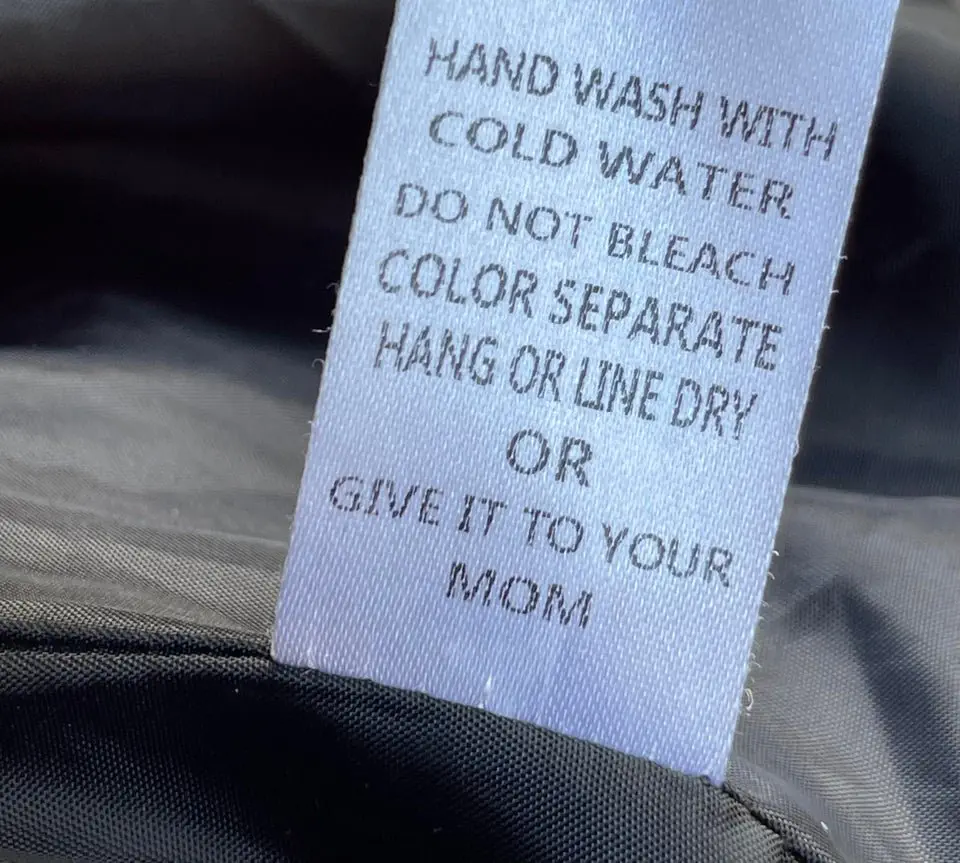 HAND WASH WITH
COLD WATER
DO NOT BLEACH
COLOR SEPARATE
HANG OR LINE DRY
OR
GIVE IT TO YOUR
MOM